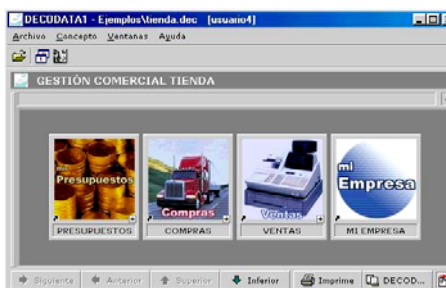 DECODATA1 - Ejemplos\tienda.dec [usuario4]
Archivo Concepto Ventanas Ayuda
GESTIÓN COMERCIAL TIENDA
mi Presupuestos
Compras
Ventas
mi Empresa
PRESUPUESTOS COMPRAS VENTAS MI EMPRESA
Siguiente Anterior Superior Inferior Imprime DECOD...